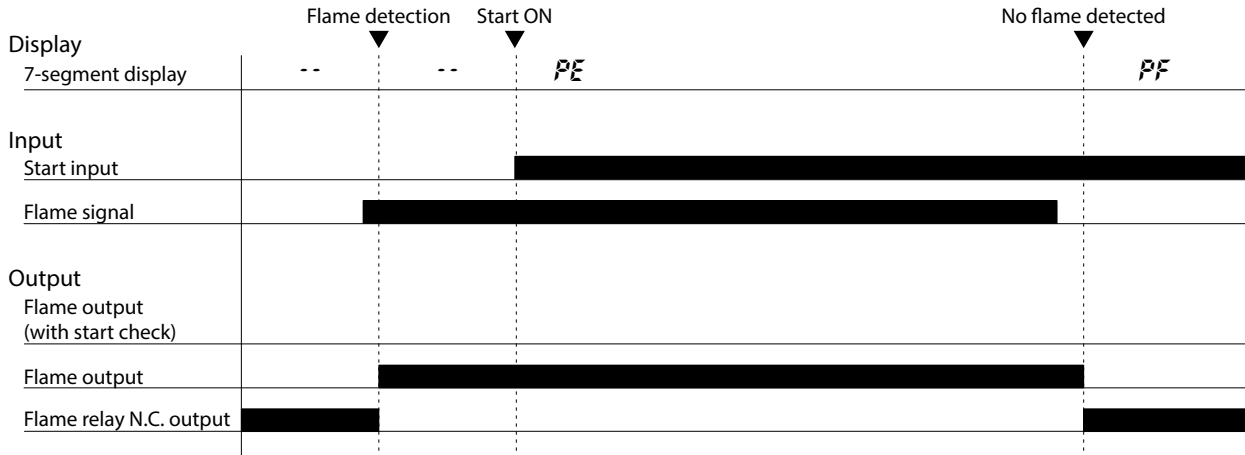 Flame detection Start ON No flame detected
Display
7-segment display -- -- PE PF
Input
Start input
Flame signal
Output
Flame output
(with start check)
Flame output
Flame relay N.C. output